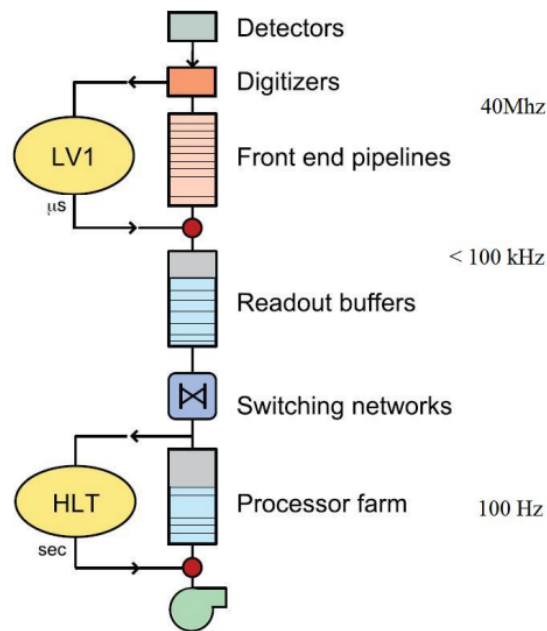 Detectors
Digitizers
40Mhz
LV1
Front end pipelines
μs
< 100 kHz
Readout buffers
Switching networks
HLT
Processor farm
100 Hz
sec